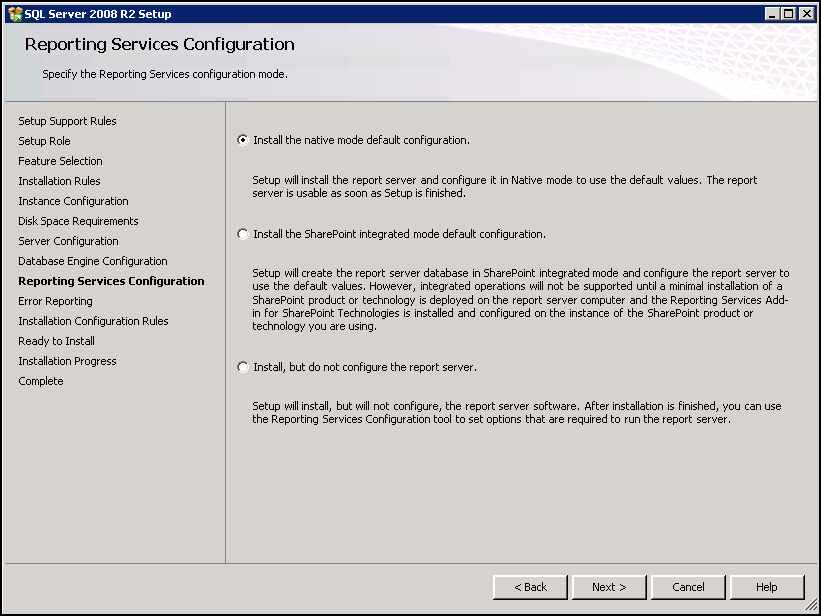 SQL Server 2008 R2 Setup
Reporting Services Configuration
Specify the Reporting Services configuration mode.
Setup Support Rules
Setup Role
Feature Selection
Installation Rules
Instance Configuration
Disk Space Requirements
Server Configuration
Database Engine Configuration
Reporting Services Configuration
Error Reporting
Installation Configuration Rules
Ready to Install
Installation Progress
Complete
Install the native mode default configuration.
Setup will install the report server and configure it in Native mode to use the default values. The report
server is usable as soon as Setup is finished.
Install the SharePoint integrated mode default configuration.
Setup will create the report server database in SharePoint integrated mode and configure the report server to
use the default values. However, integrated operations will not be supported until a minimal installation of a
SharePoint product or technology is deployed on the report server computer and the Reporting Services Add-
in for SharePoint Technologies is installed and configured on the instance of the SharePoint product or
technology you are using.
Install, but do not configure the report server.
Setup will install, but will not configure, the report server software. After installation is finished, you can use
the Reporting Services Configuration tool to set options that are required to run the report server.
< Back
Next >
Cancel
Help